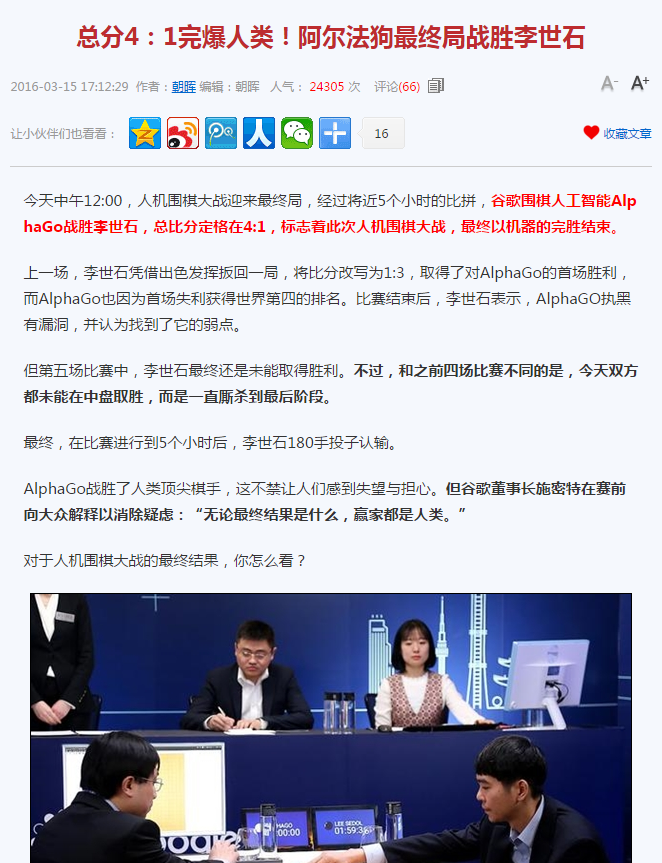 总分4：1完爆人类！阿尔法狗最终局战胜李世石
2016-03-15 17:12:29 作者：朝晖 编辑：朝晖 人气： 24305 次 评论(66)
A- A+
让小伙伴们也看看： 16 收藏文章
今天中午12:00，人机围棋大战迎来最终局，经过将近5个小时的比拼，谷歌围棋人工智能Alp
haGo战胜李世石，总比分定格在4:1，标志着此次人机围棋大战，最终以机器的完胜结束。
上一场，李世石凭借出色发挥扳回一局，将比分改写为1:3，取得了对AlphaGo的首场胜利，
而AlphaGo也因为首场失利获得世界第四的排名。比赛结束后，李世石表示，AlphaGO执黑
有漏洞，并认为找到了它的弱点。
但第五场比赛中，李世石最终还是未能取得胜利。不过，和之前四场比赛不同的是，今天双方
都未能在中盘取胜，而是一直厮杀到最后阶段。
最终，在比赛进行到5个小时后，李世石180手投子认输。
AlphaGo战胜了人类顶尖棋手，这不禁让人们感到失望与担心。但谷歌董事长施密特在赛前
向大众解释以消除疑虑：“无论最终结果是什么，赢家都是人类。”
对于人机围棋大战的最终结果，你怎么看？
LEE SEDOL
01:59:3